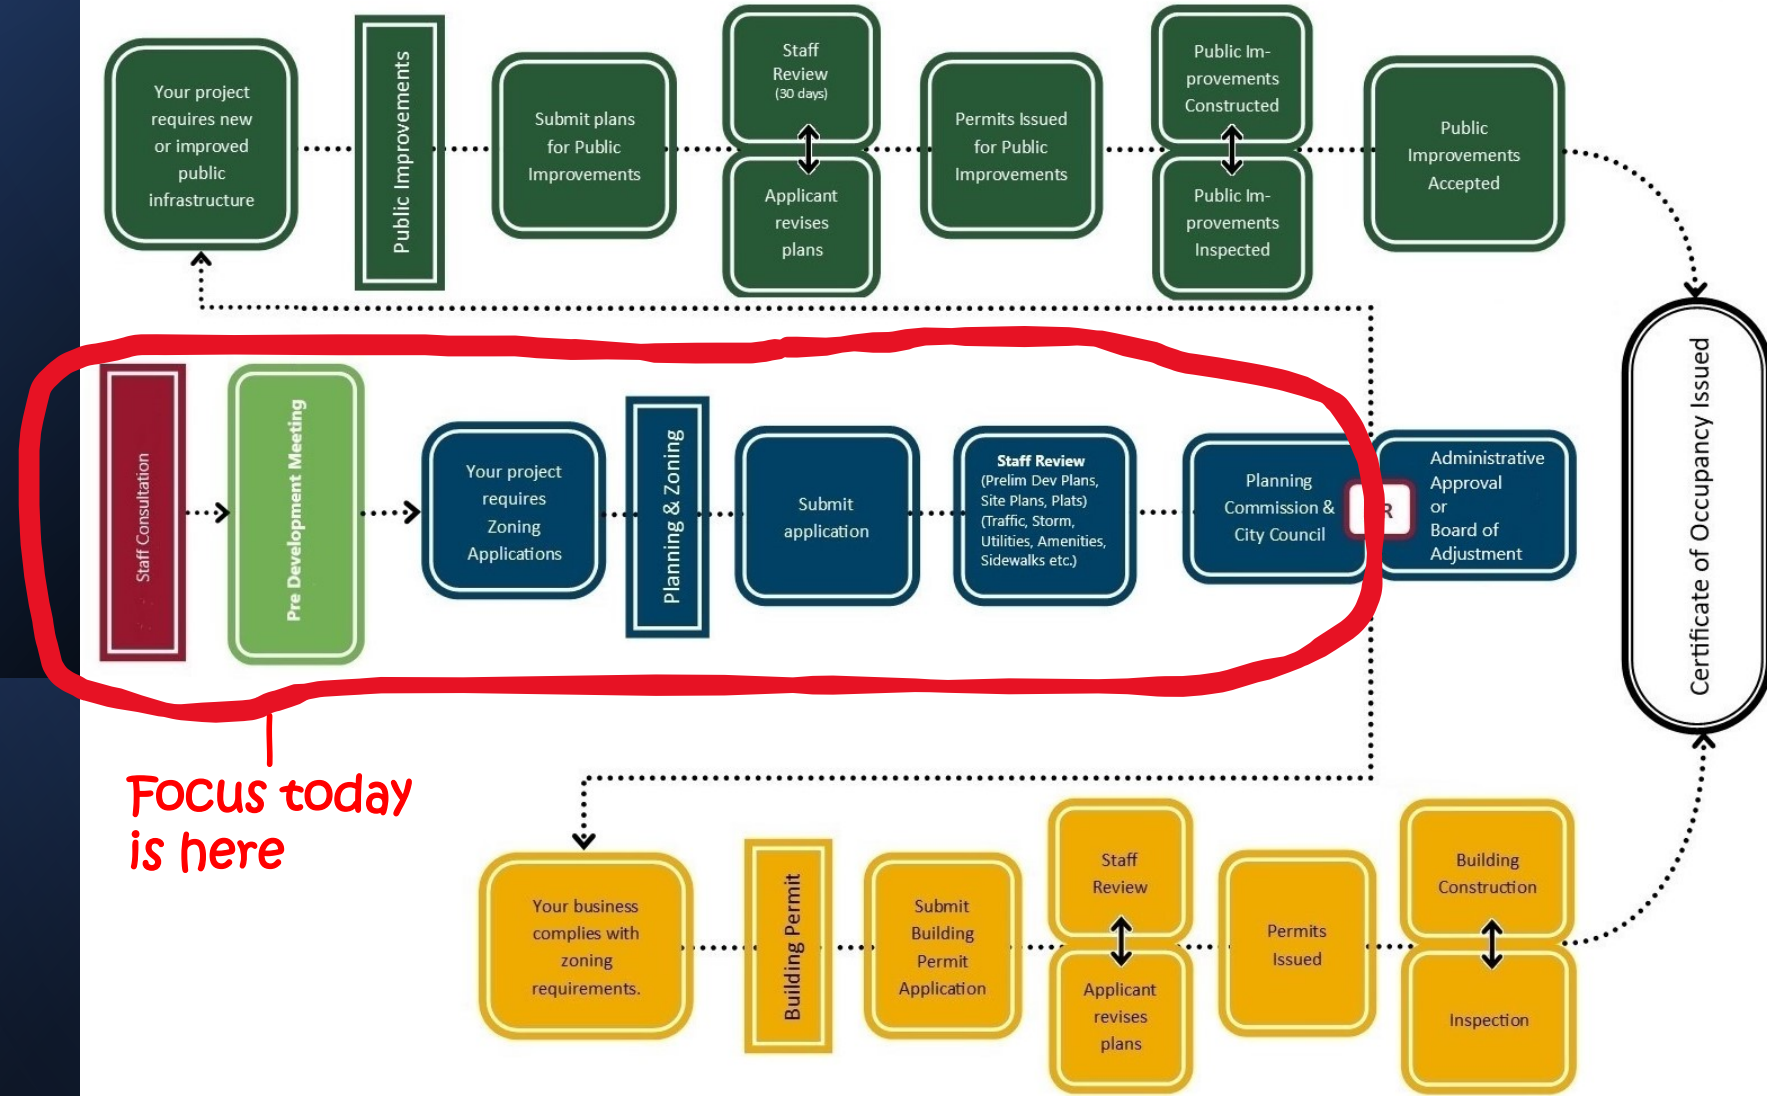 Your project
requires new
or improved
public
infrastructure
Public Improvements
Submit plans
for Public
Improvements
Staff
Review
(30 days)
Applicant
revises
plans
Permits Issued
for Public
Improvements
Public Im-
provements
Constructed
Public Im-
provements
Inspected
Public
Improvements
Accepted
Certificate of Occupancy Issued
Staff Consultation
Pre Development Meeting
Your project
requires
Zoning
Applications
Planning & Zoning
Submit
application
Staff Review
(Prelim Dev Plans,
Site Plans, Plats)
(Traffic, Storm,
Utilities, Amenities,
Sidewalks etc.)
Planning
Commission &
City Council
R
Administrative
Approval
or
Board of
Adjustment
Focus today
is here
Your business
complies with
zoning
requirements.
Building Permit
Submit
Building
Permit
Application
Staff
Review
Applicant
revises
plans
Permits
Issued
Building
Construction
Inspection